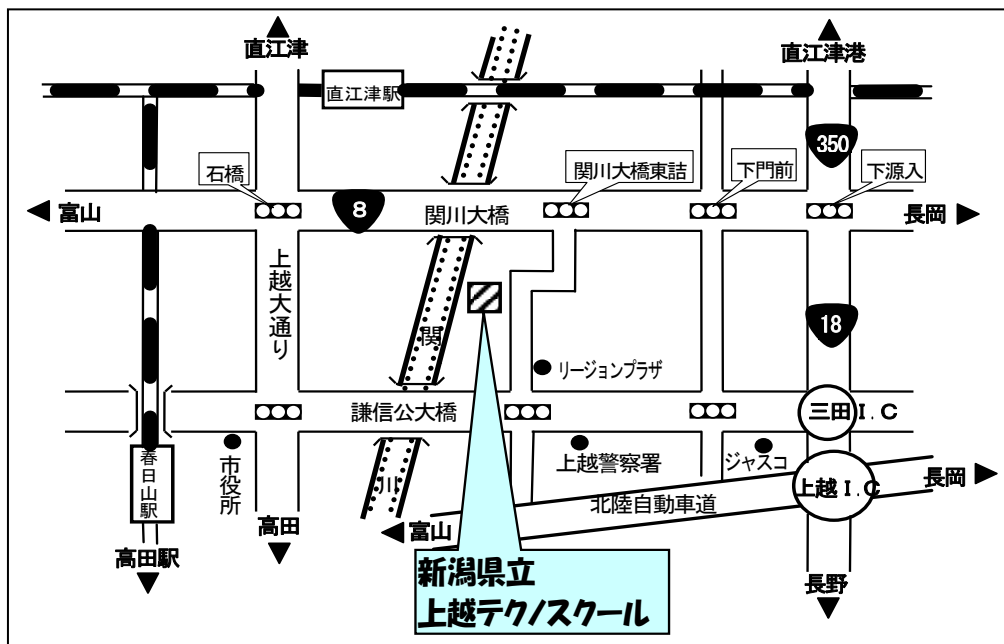 直江津
直江津港
直江津駅
350
石橋
関川大橋東詰
下門前
下源入
富山
8
関川大橋
長岡
上越大通り
18
関
リージョンプラザ
謙信公大橋
三田I.C
春日山駅
市役所
川
上越警察署
ジャスコ
上越I.C
長岡
北陸自動車道
高田
富山
高田駅
長野
新潟県立
上越テクノスクール